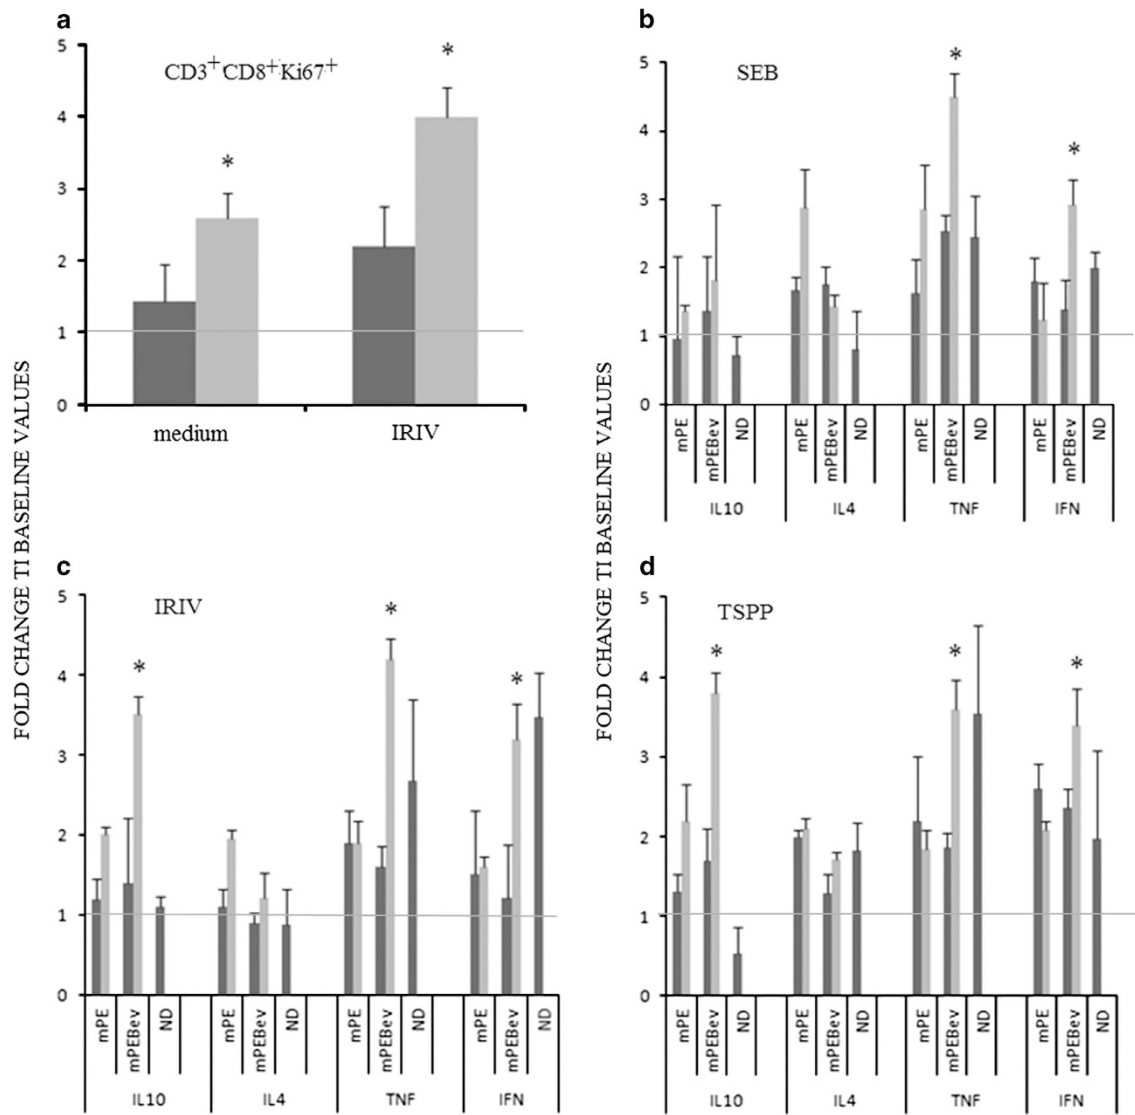 a
CD3+CD8+Ki67+
5
4
3
2
1
0
*
*
medium IRIV
FOLD CHANGE TI BASELINE VALUES
b
SEB
5
4
3
2
1
0
*
*
mPE mPEBev ND mPE mPEBev ND mPE mPEBev ND mPE mPEBev ND
IL10 IL4 TNF IFN
FOLD CHANGE TI BASELINE VALUES
c
IRIV
5
4
3
2
1
0
*
*
*
mPE mPEBev ND mPE mPEBev ND mPE mPEBev ND mPE mPEBev ND
IL10 IL4 TNF IFN
d
TSPP
5
4
3
2
1
0
*
*
*
mPE mPEBev ND mPE mPEBev ND mPE mPEBev ND mPE mPEBev ND
IL10 IL4 TNF IFN